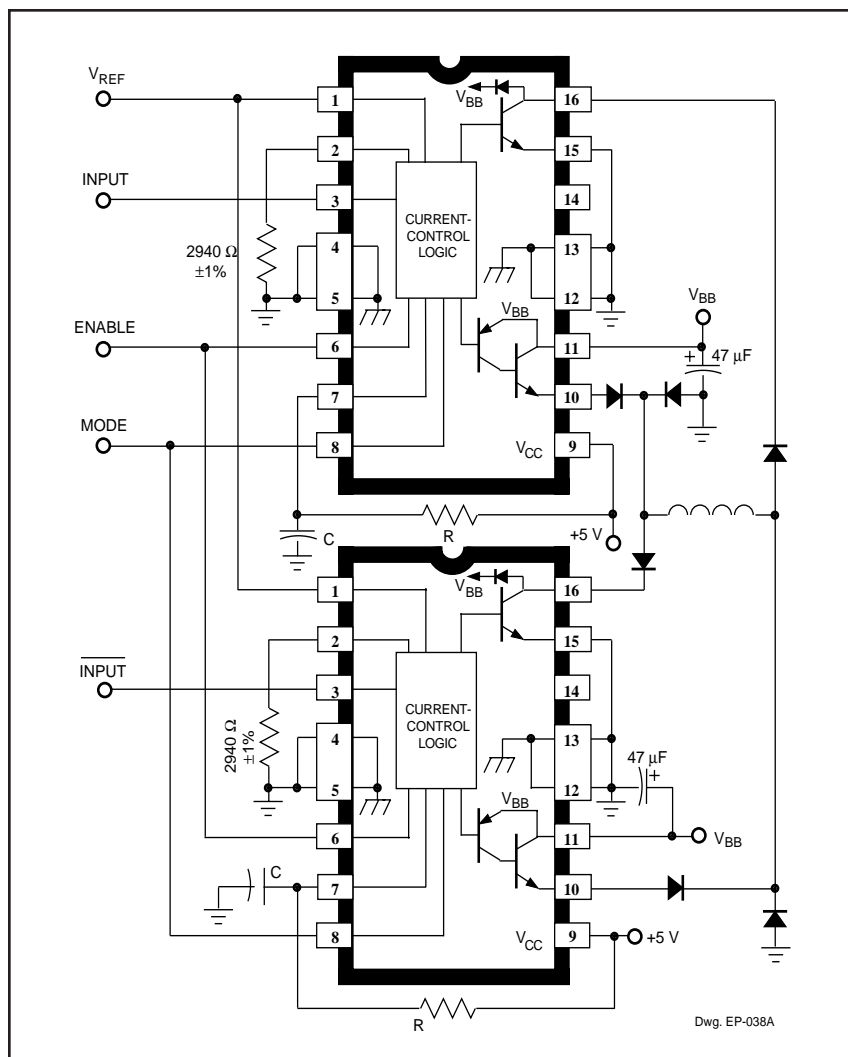 V_REF
INPUT
ENABLE
MODE
2940 Ω
±1%
1
2
3
4
5
6
7
8
CURRENT-
CONTROL
LOGIC
V_BB
V_BB
16
15
14
13
12
11
10
V_CC 9
V_BB
+ 47 µF
+5 V
C
R
INPUT
2940 Ω
±1%
1
2
3
4
5
6
7
8
CURRENT-
CONTROL
LOGIC
V_BB
V_BB
16
15
14
13
12
11
10
V_CC 9
47 µF
+
V_BB
+5 V
C
R
Dwg. EP-038A